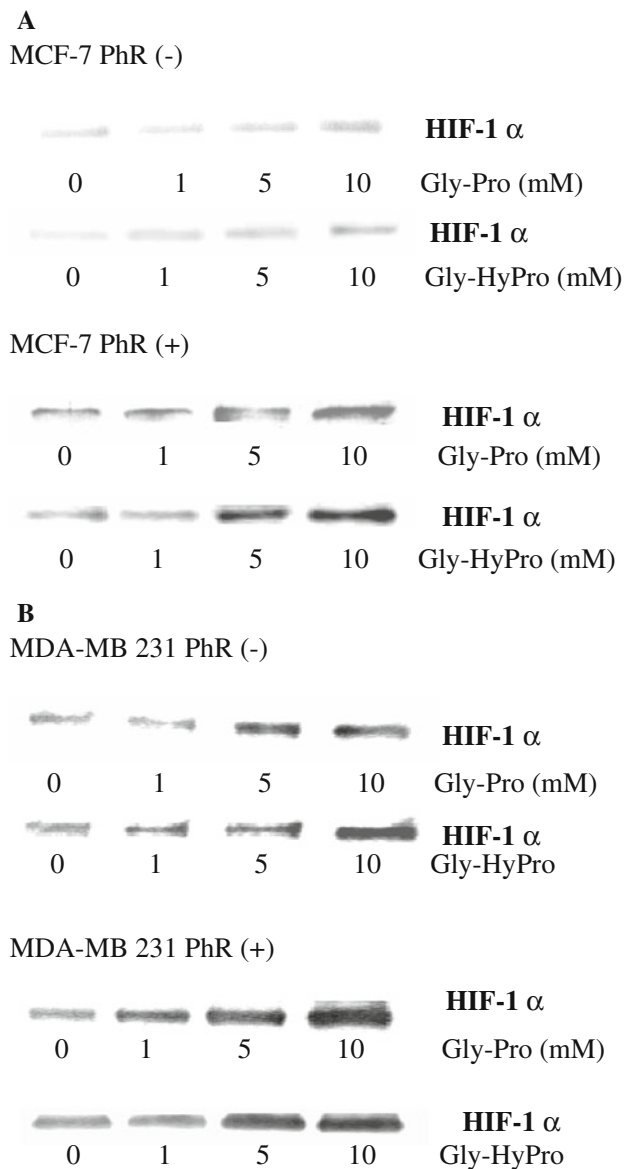 A
MCF-7 PhR (-)
HIF-1 α
0 1 5 10 Gly-Pro (mM)
HIF-1 α
0 1 5 10 Gly-HyPro (mM)
MCF-7 PhR (+)
HIF-1 α
0 1 5 10 Gly-Pro (mM)
HIF-1 α
0 1 5 10 Gly-HyPro (mM)
B
MDA-MB 231 PhR (-)
HIF-1 α
0 1 5 10 Gly-Pro (mM)
HIF-1 α
0 1 5 10 Gly-HyPro
MDA-MB 231 PhR (+)
HIF-1 α
0 1 5 10 Gly-Pro (mM)
HIF-1 α
0 1 5 10 Gly-HyPro